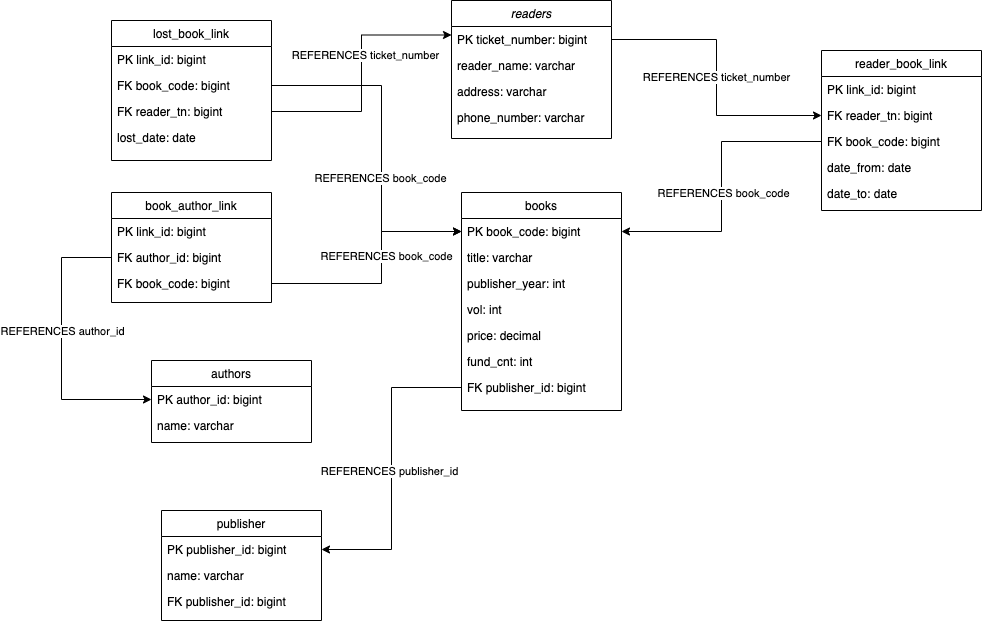 lost_book_link
PK link_id: bigint
FK book_code: bigint
FK reader_tn: bigint
lost_date: date
REFERENCES ticket_number
readers
PK ticket_number: bigint
reader_name: varchar
address: varchar
phone_number: varchar
REFERENCES ticket_number
reader_book_link
PK link_id: bigint
FK reader_tn: bigint
FK book_code: bigint
date_from: date
date_to: date
REFERENCES book_code
REFERENCES book_code
book_author_link
PK link_id: bigint
FK author_id: bigint
FK book_code: bigint
REFERENCES book_code
books
PK book_code: bigint
title: varchar
publisher_year: int
vol: int
price: decimal
fund_cnt: int
FK publisher_id: bigint
REFERENCES author_id
authors
PK author_id: bigint
name: varchar
REFERENCES publisher_id
publisher
PK publisher_id: bigint
name: varchar
FK publisher_id: bigint